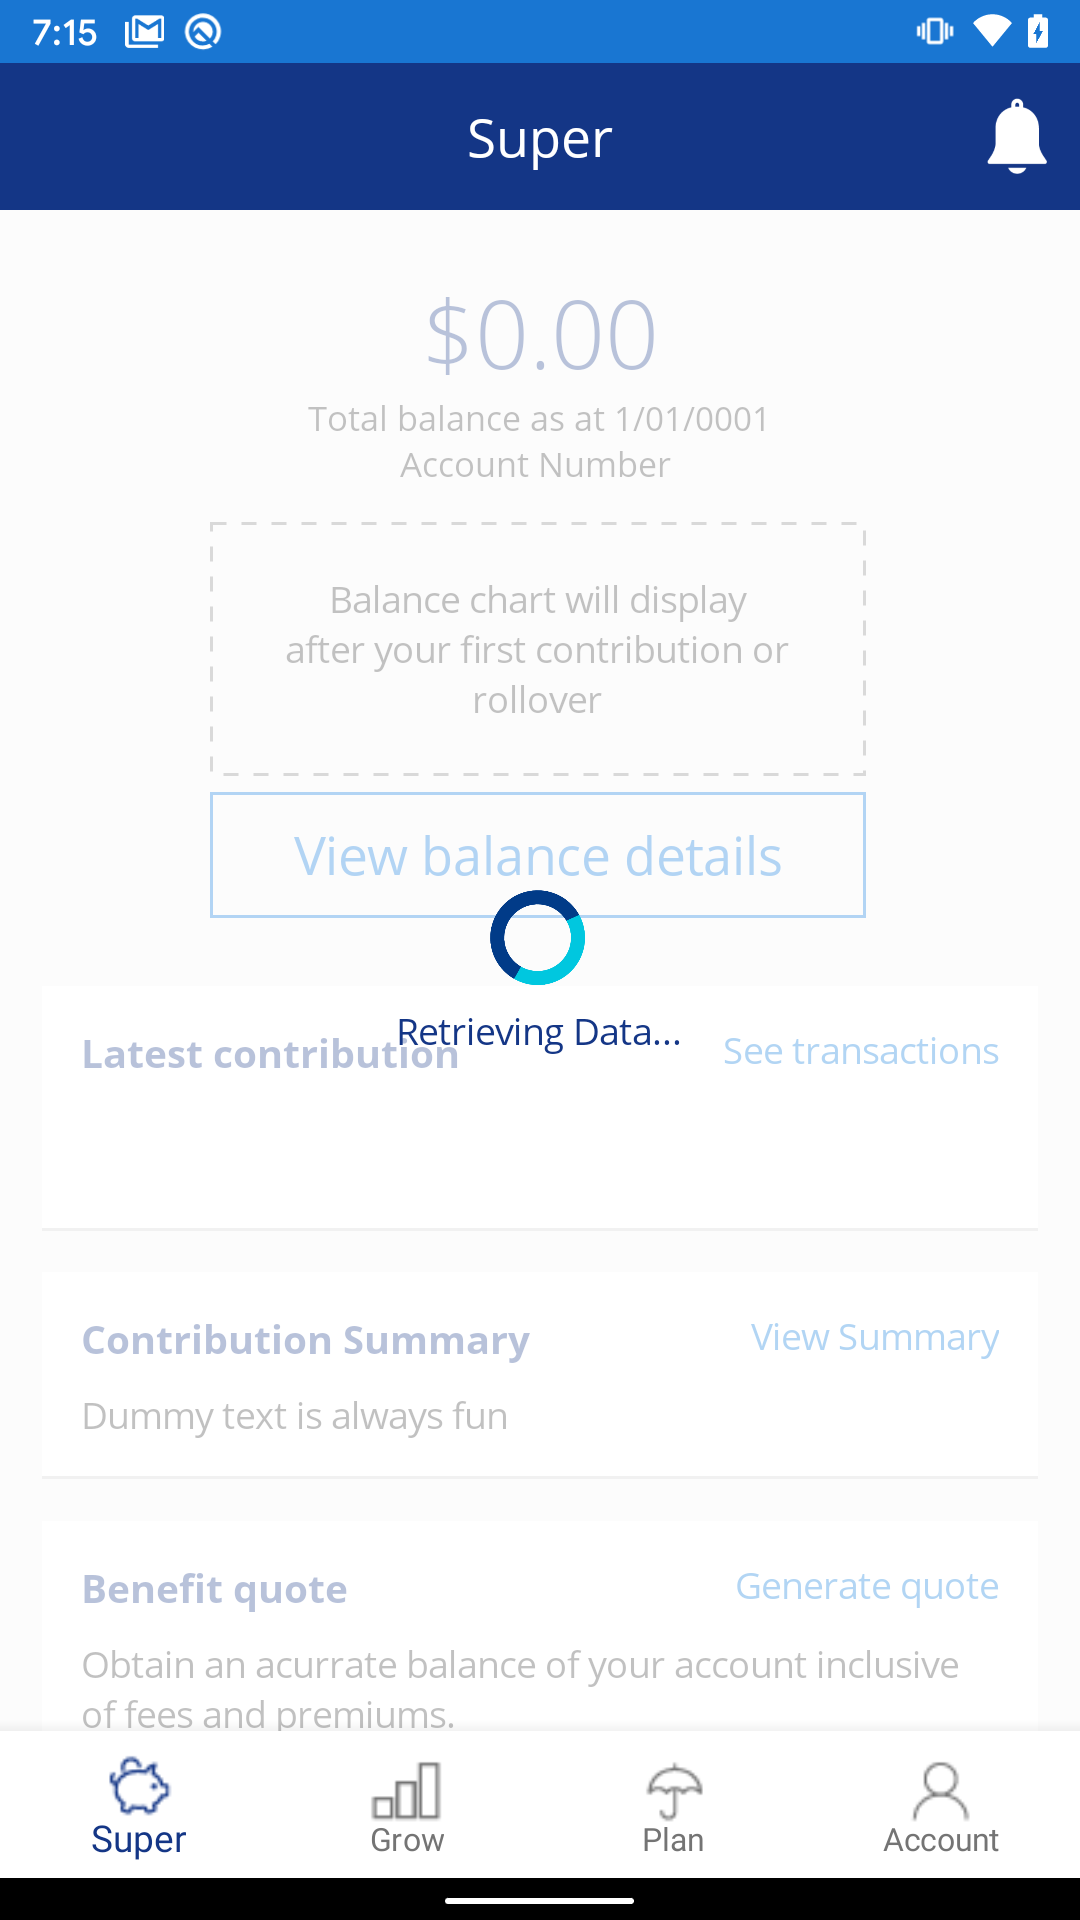 7:15
Super
$0.00
Total balance as at 1/01/0001
Account Number
Balance chart will display
after your first contribution or
rollover
View balance details
Retrieving Data...
Latest contribution
See transactions
Contribution Summary
View Summary
Dummy text is always fun
Benefit quote
Generate quote
Obtain an acurrate balance of your account inclusive
of fees and premiums.
Super
Grow
Plan
Account